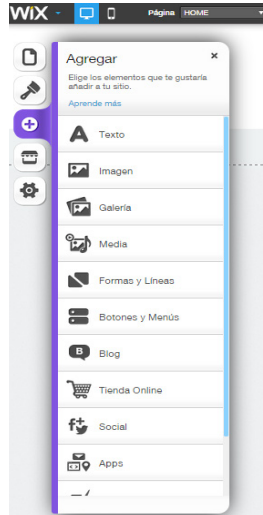 WiX Página HOME
Agregar ×
Elige los elementos que te gustaría
añadir a tu sitio.
Aprende más
A Texto
Imagen
Galería
Media
Formas y Líneas
Botones y Menús
B Blog
Tienda Online
f Social
Apps